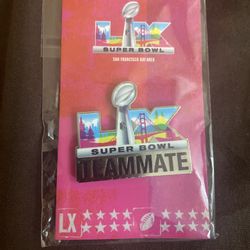 LX
SUPER BOWL
SAN FRANCISCO BAY AREA
LX
SUPER BOWL
TEAMMATE
LX